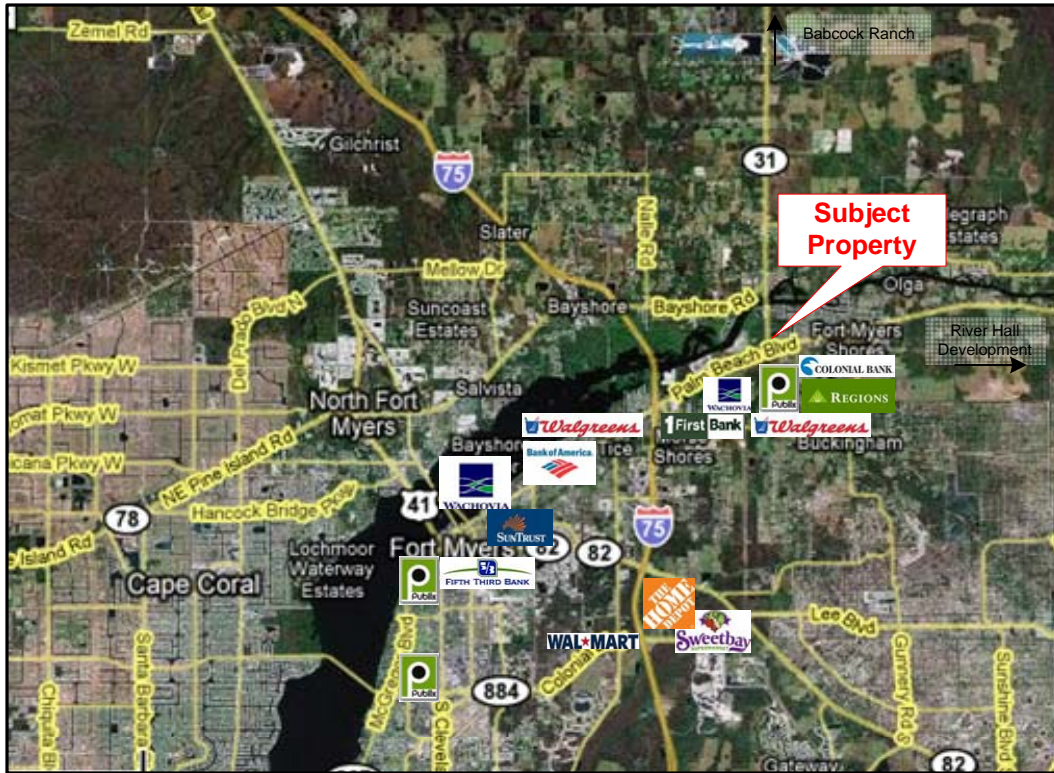 Zemel Rd
Babcock Ranch
Gilchrist
75
31
Subject
Property
Nalle Rd
Slater
Mellow Dr
Del Prado Blvd N
Suncoast
Estates
Bayshore
Bayshore Rd
Olga
Fort Myers
Shores
River Hall
Development
Palm Beach Blvd
Kismet Pkwy W
Salvista
COLONIAL BANK
WACHOVIA
Publix
REGIONS
North Fort
Myers
Pkwy W
Walgreens
1 First Bank
Walgreens
Tice
Shores
Buckingham
Bank of America
Pkwy W
NE Pine Island Rd
WACHOVIA
41
Hancock Bridge Pkwy
78
SUNTRUST
75
Island Rd
Lochmoor
Waterway
Estates
Fort Myers
82
82
Cape Coral
Publix
FIFTH THIRD BANK
THE
HOME
DEPOT
Lee Blvd
WAL★MART
Sweetbay
SUPERMARKET
McGregor Blvd
Colonial
Santa Barbara
Chiquita
Publix
884
S Cleveland
Gunnery Rd S
Sunshine Blvd
Gateway
82